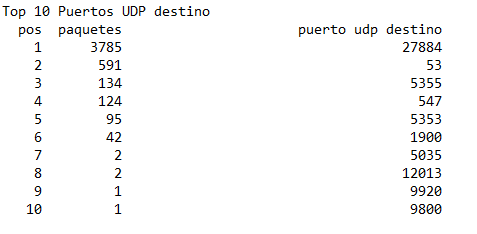 Top 10 Puertos UDP destino
pos paquetes puerto udp destino
1 3785 27884
2 591 53
3 134 5355
4 124 547
5 95 5353
6 42 1900
7 2 5035
8 2 12013
9 1 9920
10 1 9800